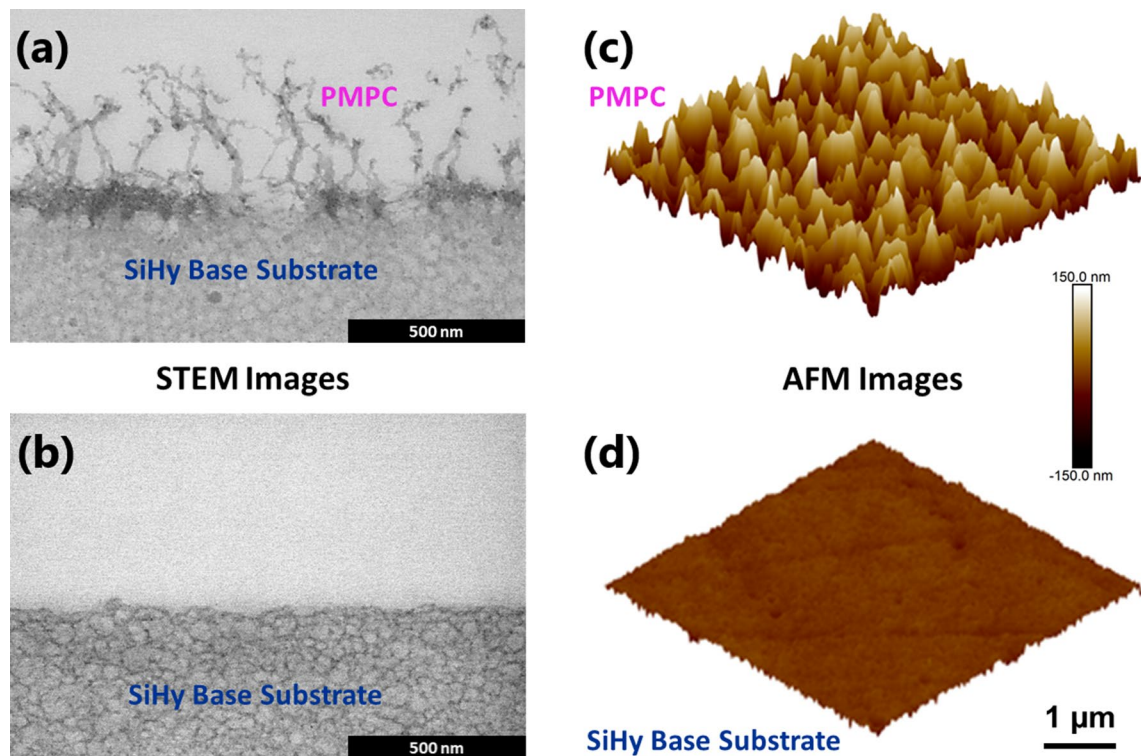 (a)
PMPC
SiHy Base Substrate
500 nm
(c)
PMPC
150.0 nm
-150.0 nm
STEM Images
AFM Images
(b)
SiHy Base Substrate
500 nm
(d)
SiHy Base Substrate
1 μm